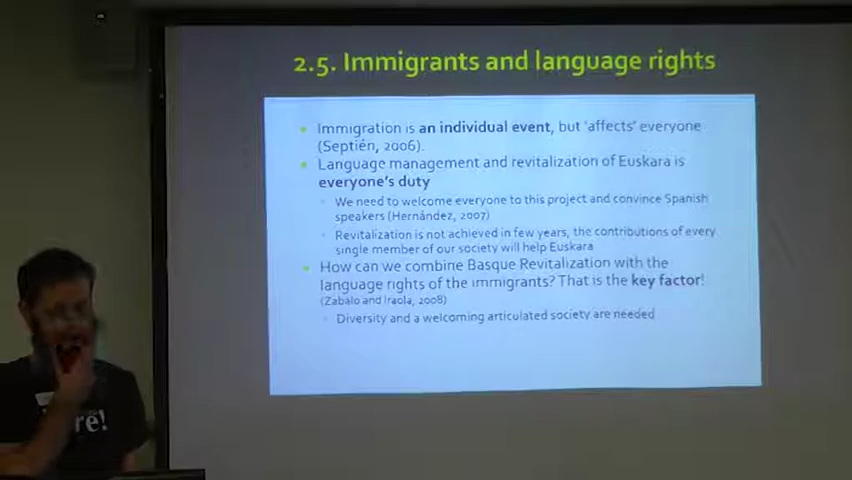 2.5. Immigrants and language rights
Immigration is an individual event, but 'affects' everyone
(Septién, 2006).
Language management and revitalization of Euskara is
everyone's duty
We need to welcome everyone to this project and convince Spanish
speakers (Hernández, 2007)
Revitalization is not achieved in few years, the contributions of every
single member of our society will help Euskara
How can we combine Basque Revitalization with the
language rights of the immigrants? That is the key factor!
(Zabalo and Iraola, 2008)
Diversity and a welcoming articulated society are needed